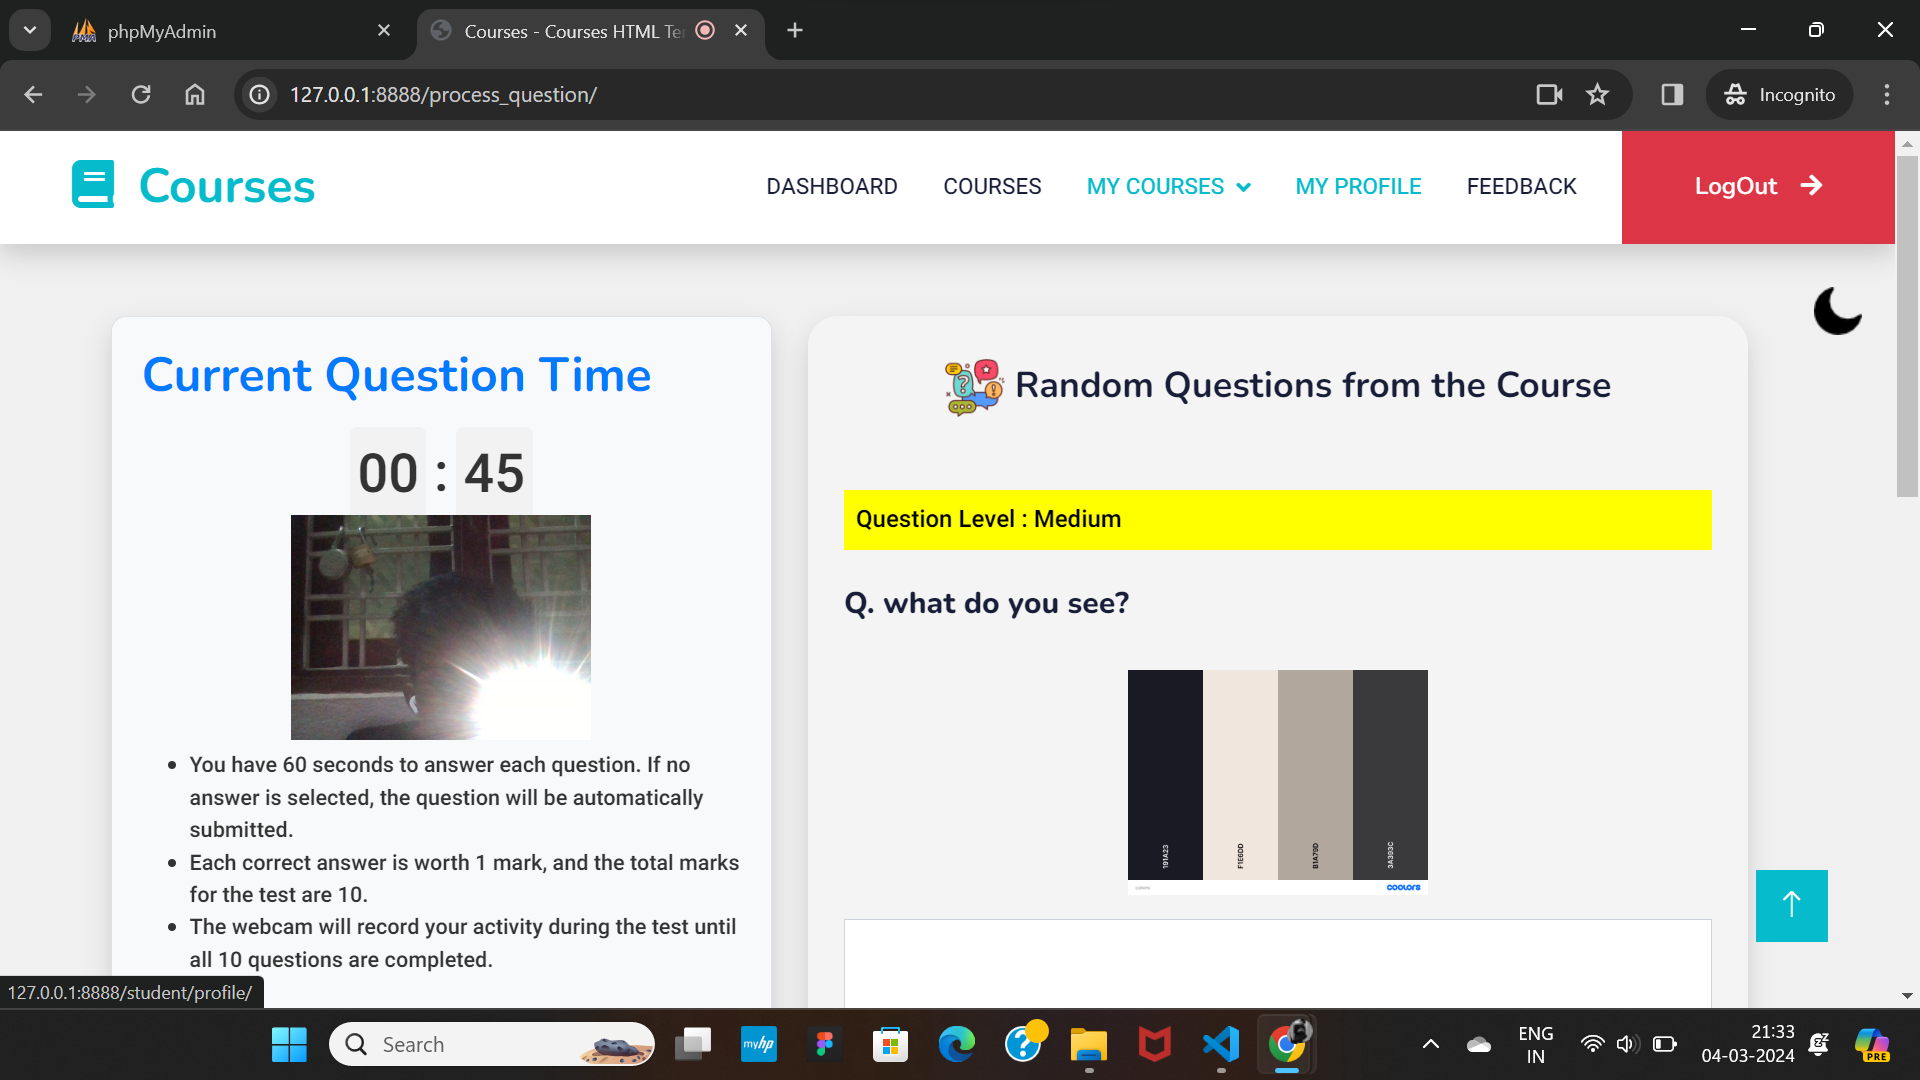 phpMyAdmin
Courses - Courses HTML Te
127.0.0.1:8888/process_question/
Incognito
Courses
DASHBOARD
COURSES
MY COURSES
MY PROFILE
FEEDBACK
LogOut
Current Question Time
00 : 45
You have 60 seconds to answer each question. If no
answer is selected, the question will be automatically
submitted.
Each correct answer is worth 1 mark, and the total marks
for the test are 10.
The webcam will record your activity during the test until
all 10 questions are completed.
Random Questions from the Course
Question Level : Medium
Q. what do you see?
191A23
F1E6DD
B1A79D
3A393C
coolors
127.0.0.1:8888/student/profile/
Search
myhp
ENG
IN
21:33
04-03-2024
PRE